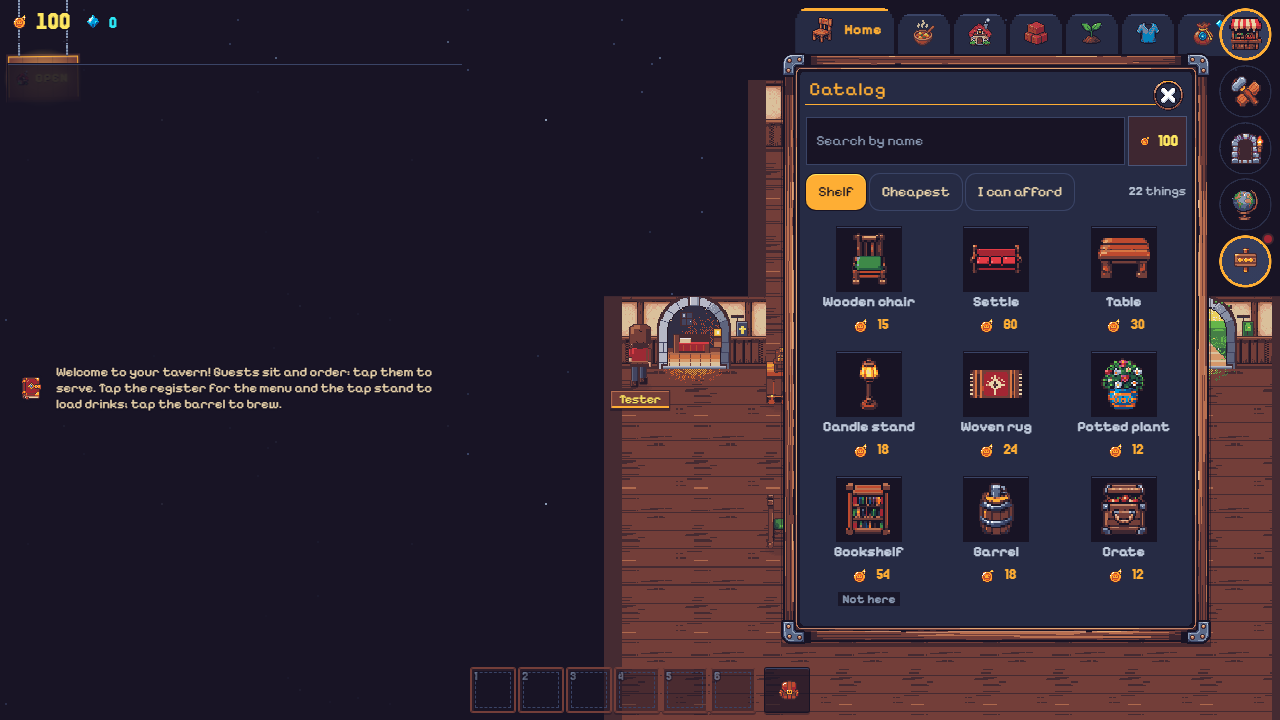 100
0
OPEN
Home
Catalog
Search by name
100
Shelf
Cheapest
I can afford
22 things
Wooden chair
Settle
Table
15
60
30
Candle stand
Woven rug
Potted plant
18
24
12
Bookshelf
Barrel
Crate
54
18
12
Not here
Welcome to your tavern! Guests sit and order: tap them to
serve. Tap the register for the menu and the tap stand to
load drinks; tap the barrel to brew.
Tester
1
2
3
4
5
6